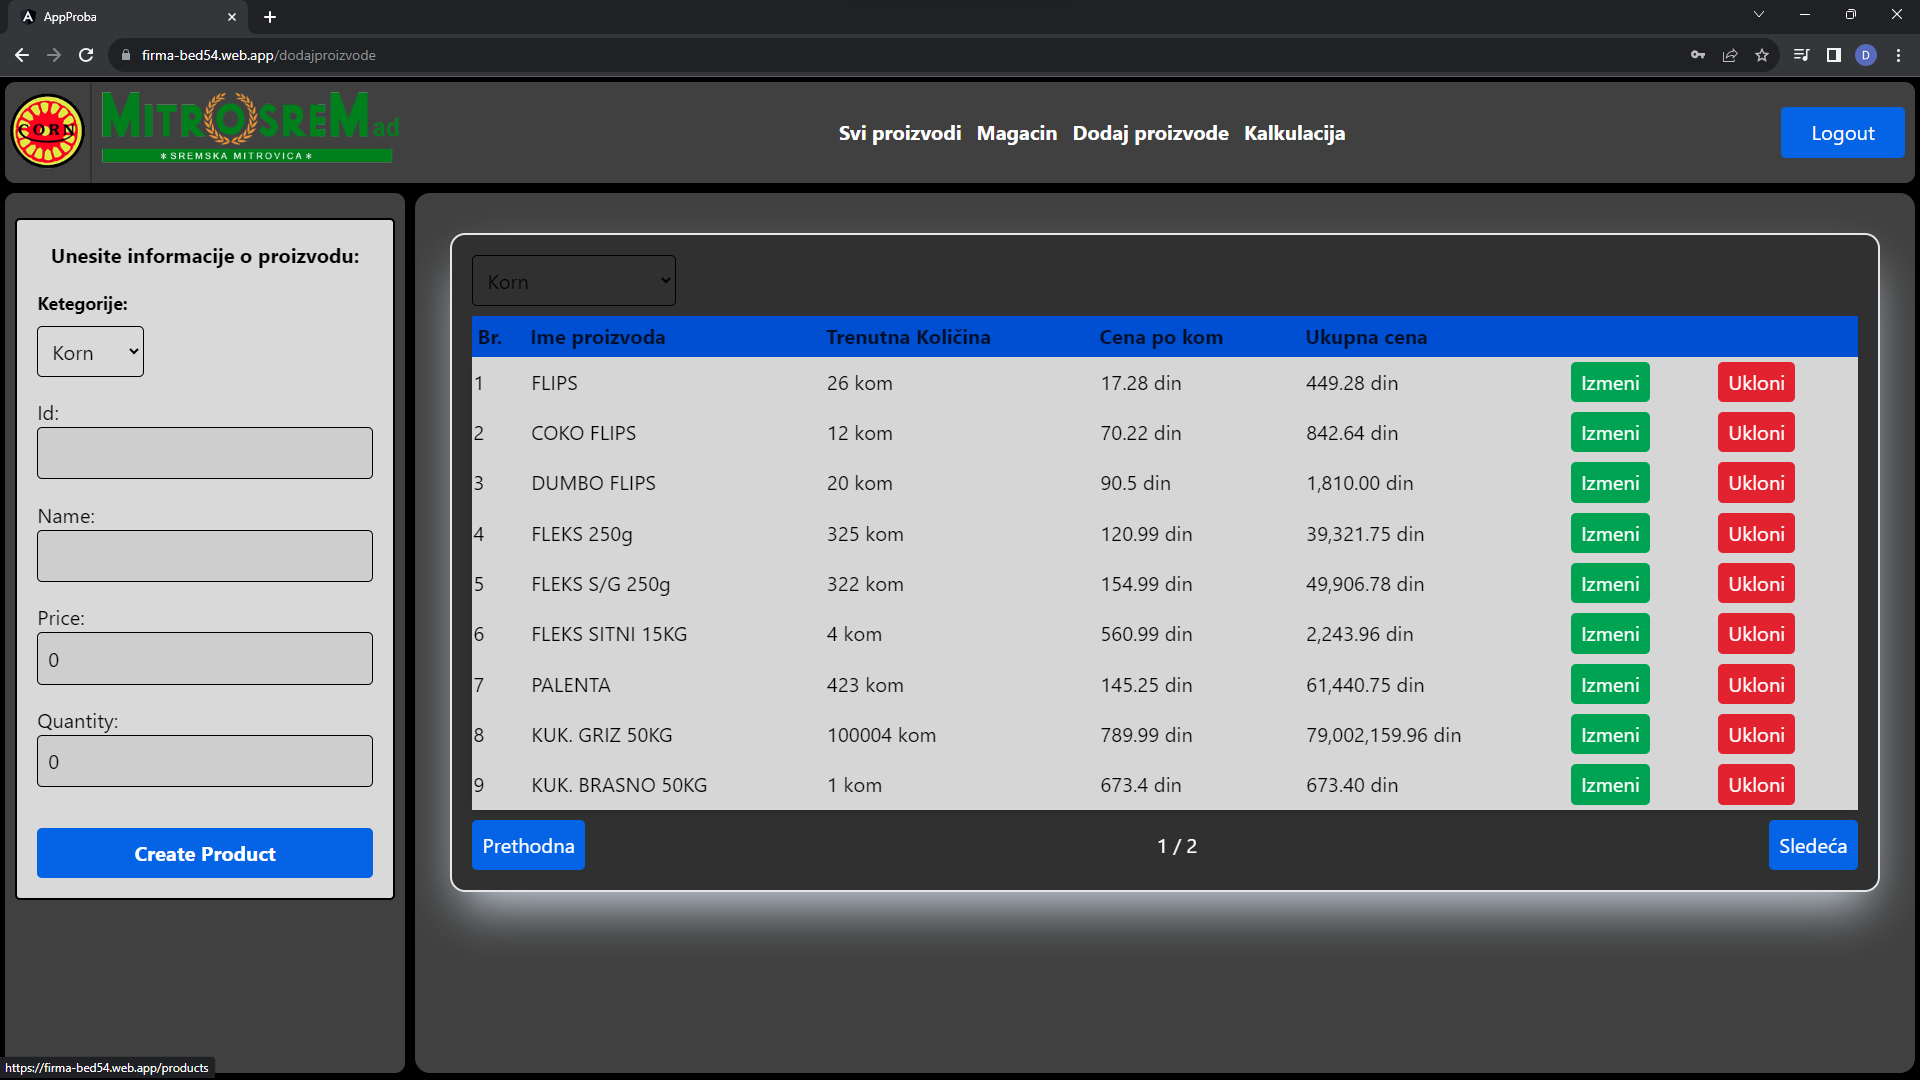 AppProba
firma-bed54.web.app/dodajproizvode
D
CORN
MITROSREM ad
* SREMSKA MITROVICA *
Svi proizvodi Magacin Dodaj proizvode Kalkulacija
Logout
Unesite informacije o proizvodu:
Ketegorije:
Korn
Id:
Name:
Price:
0
Quantity:
0
Create Product
Korn
Br. Ime proizvoda Trenutna Količina Cena po kom Ukupna cena
1 FLIPS 26 kom 17.28 din 449.28 din Izmeni Ukloni
2 COKO FLIPS 12 kom 70.22 din 842.64 din Izmeni Ukloni
3 DUMBO FLIPS 20 kom 90.5 din 1,810.00 din Izmeni Ukloni
4 FLEKS 250g 325 kom 120.99 din 39,321.75 din Izmeni Ukloni
5 FLEKS S/G 250g 322 kom 154.99 din 49,906.78 din Izmeni Ukloni
6 FLEKS SITNI 15KG 4 kom 560.99 din 2,243.96 din Izmeni Ukloni
7 PALENTA 423 kom 145.25 din 61,440.75 din Izmeni Ukloni
8 KUK. GRIZ 50KG 100004 kom 789.99 din 79,002,159.96 din Izmeni Ukloni
9 KUK. BRASNO 50KG 1 kom 673.4 din 673.40 din Izmeni Ukloni
Prethodna 1 / 2 Sledeća
https://firma-bed54.web.app/products